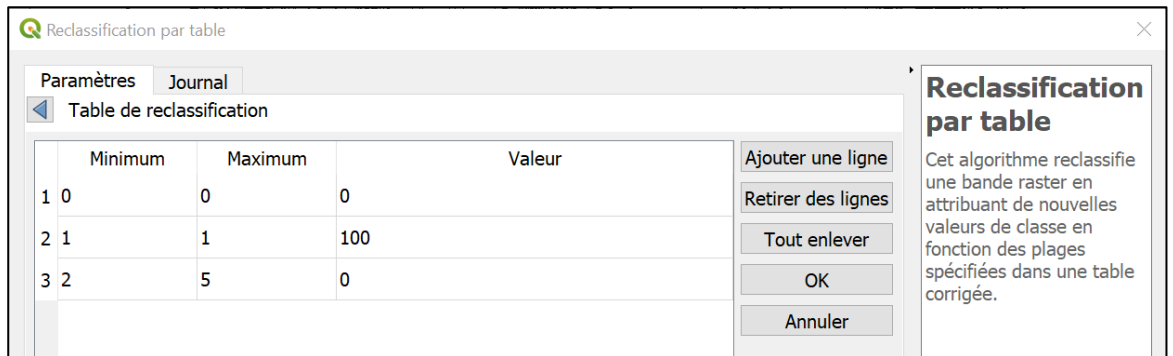 Reclassification par table
Paramètres Journal
Table de reclassification
Minimum Maximum Valeur
1 0 0 0
2 1 1 100
3 2 5 0
Ajouter une ligne
Retirer des lignes
Tout enlever
OK
Annuler
Reclassification
par table
Cet algorithme reclassifie
une bande raster en
attribuant de nouvelles
valeurs de classe en
fonction des plages
spécifiées dans une table
corrigée.